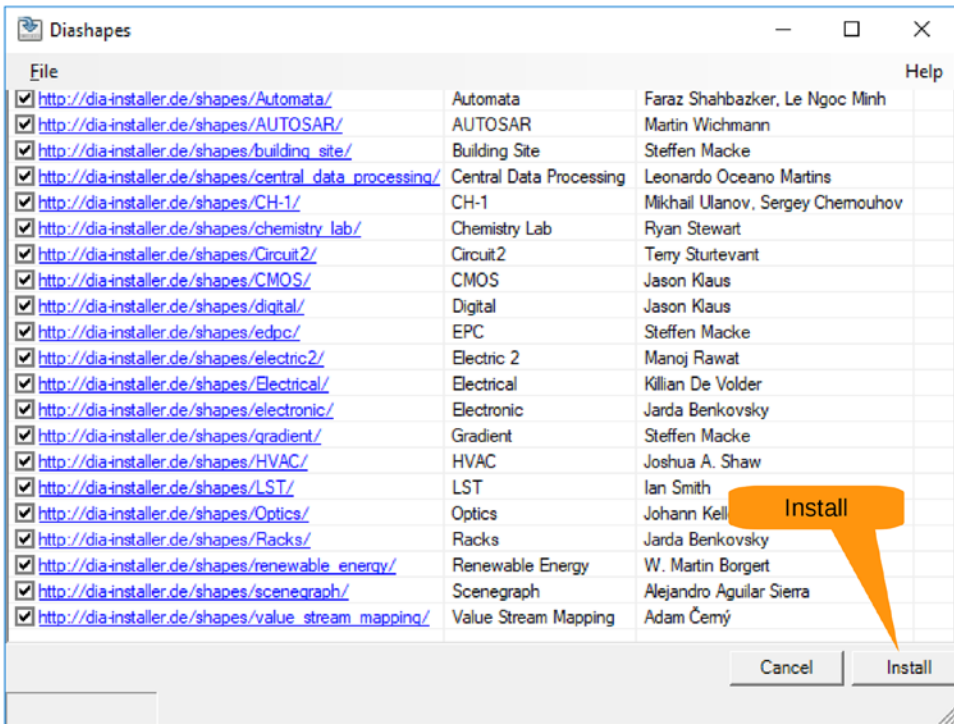 Diashapes
File Help
http://dia-installer.de/shapes/Automata/ Automata Faraz Shahbazker, Le Ngoc Minh
http://dia-installer.de/shapes/AUTOSAR/ AUTOSAR Martin Wichmann
http://dia-installer.de/shapes/building_site/ Building Site Steffen Macke
http://dia-installer.de/shapes/central_data_processing/ Central Data Processing Leonardo Oceano Martins
http://dia-installer.de/shapes/CH-1/ CH-1 Mikhail Ulanov, Sergey Chernouhov
http://dia-installer.de/shapes/chemistry_lab/ Chemistry Lab Ryan Stewart
http://dia-installer.de/shapes/Circuit2/ Circuit2 Terry Sturtevant
http://dia-installer.de/shapes/CMOS/ CMOS Jason Klaus
http://dia-installer.de/shapes/digital/ Digital Jason Klaus
http://dia-installer.de/shapes/edpc/ EPC Steffen Macke
http://dia-installer.de/shapes/electric2/ Electric 2 Manoj Rawat
http://dia-installer.de/shapes/Electrical/ Electrical Killian De Volder
http://dia-installer.de/shapes/electronic/ Electronic Jarda Benkovsky
http://dia-installer.de/shapes/gradient/ Gradient Steffen Macke
http://dia-installer.de/shapes/HVAC/ HVAC Joshua A. Shaw
http://dia-installer.de/shapes/LST/ LST Ian Smith
Install
http://dia-installer.de/shapes/Optics/ Optics Johann
http://dia-installer.de/shapes/Racks/ Racks Jarda Benkovsky
http://dia-installer.de/shapes/renewable_energy/ Renewable Energy W. Martin Borgert
http://dia-installer.de/shapes/scenegraph/ Scenegraph Alejandro Aguilar Sierra
http://dia-installer.de/shapes/value_stream_mapping/ Value Stream Mapping Adam Černý
Cancel Install